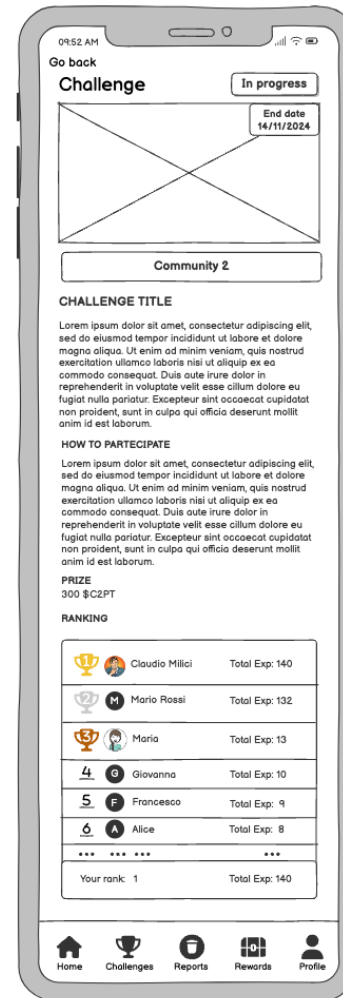 09:52 AM
Go back
Challenge
In progress
End date
14/11/2024
Community 2
CHALLENGE TITLE
Lorem ipsum dolor sit amet, consectetur adipiscing elit,
sed do eiusmod tempor incididunt ut labore et dolore
magna aliqua. Ut enim ad minim veniam, quis nostrud
exercitation ullamco laboris nisi ut aliquip ex ea
commodo consequat. Duis aute irure dolor in
reprehenderit in voluptate velit esse cillum dolore eu
fugiat nulla pariatur. Excepteur sint occaecat cupidatat
non proident, sunt in culpa qui officia deserunt mollit
anim id est laborum.
HOW TO PARTECIPATE
Lorem ipsum dolor sit amet, consectetur adipiscing elit,
sed do eiusmod tempor incididunt ut labore et dolore
magna aliqua. Ut enim ad minim veniam, quis nostrud
exercitation ullamco laboris nisi ut aliquip ex ea
commodo consequat. Duis aute irure dolor in
reprehenderit in voluptate velit esse cillum dolore eu
fugiat nulla pariatur. Excepteur sint occaecat cupidatat
non proident, sunt in culpa qui officia deserunt mollit
anim id est laborum.
PRIZE
300 $C2PT
RANKING
1 Claudio Milici Total Exp: 140
2 M Mario Rossi Total Exp: 132
3 Maria Total Exp: 13
4 G Giovanna Total Exp: 10
5 F Francesco Total Exp: 9
6 A Alice Total Exp: 8
... ... ... ...
Your rank: 1 Total Exp: 140
Home Challenges Reports Rewards Profile